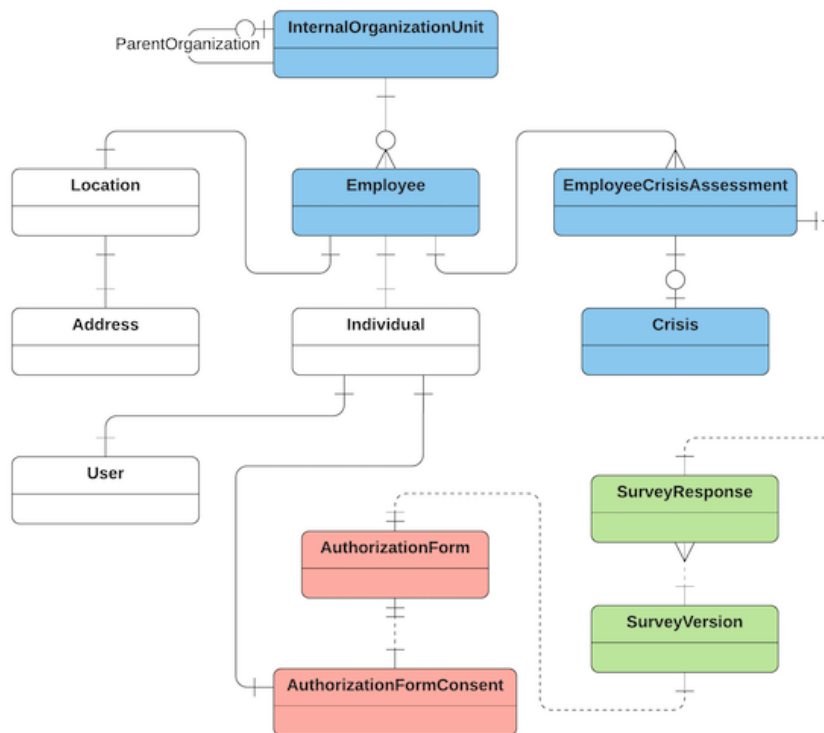 InternalOrganizationUnit
ParentOrganization
Location
Employee
EmployeeCrisisAssessment
Address
Individual
Crisis
User
SurveyResponse
AuthorizationForm
SurveyVersion
AuthorizationFormConsent